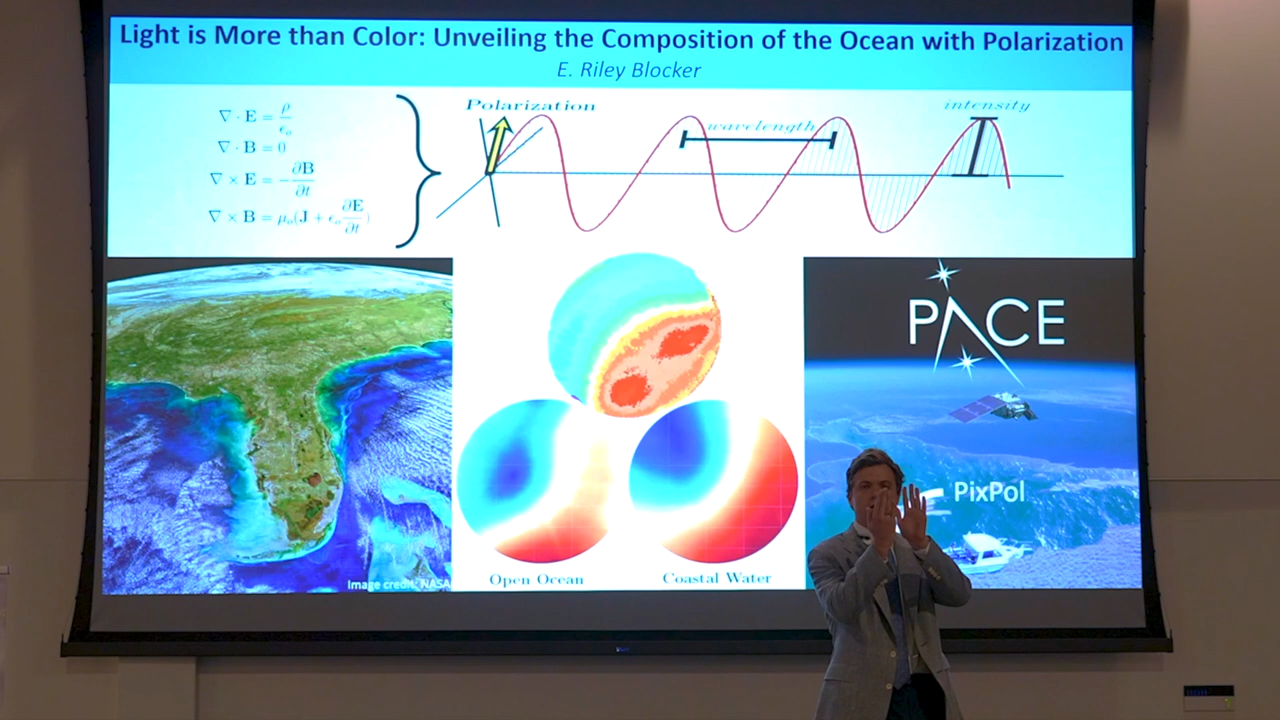 Light is More than Color: Unveiling the Composition of the Ocean with Polarization
E. Riley Blocker
Polarization
wavelength
intensity
∇ · E = ρ/ϵ₀
∇ · B = 0
∇ × E = −∂B/∂t
∇ × B = μ₀(J + ϵ₀ ∂E/∂t)
PACE
PixPol
Image credit: NASA
Open Ocean
Coastal Water